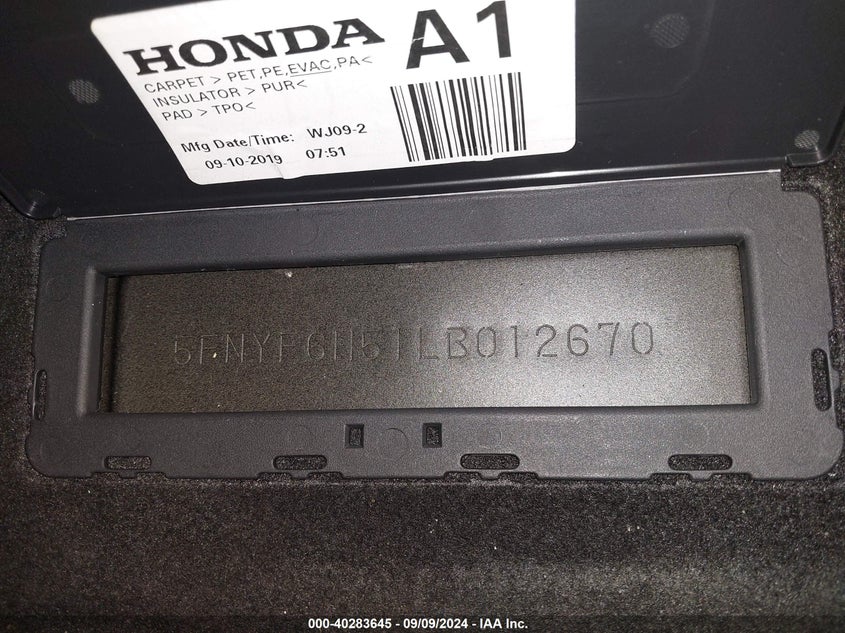 HONDA A1
CARPET > PET,PE,EVAC,PA<
INSULATOR > PUR<
PAD > TPO<
Mfg Date/Time: WJ09-2
09-10-2019 07:51
5FNYF6H51LB012670
000-40283645 - 09/09/2024 - IAA Inc.